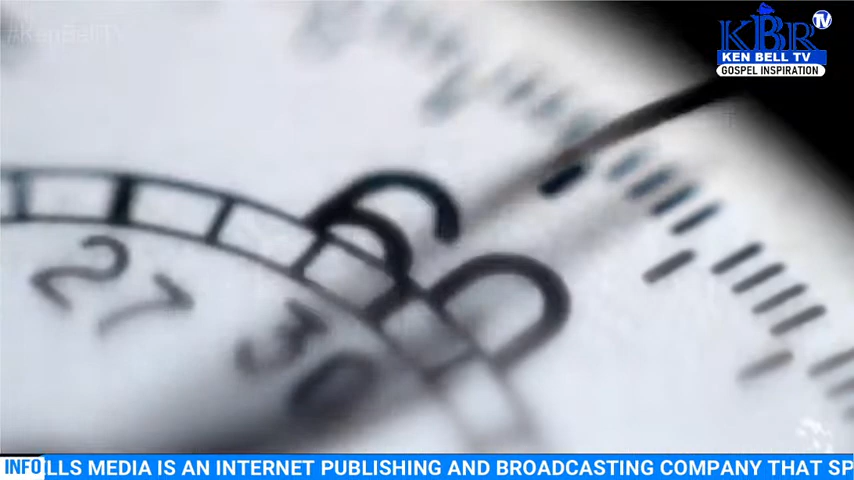 #KenBellTV
KBR TV
KEN BELL TV
GOSPEL INSPIRATION
60
27
30
INFO LLS MEDIA IS AN INTERNET PUBLISHING AND BROADCASTING COMPANY THAT SP